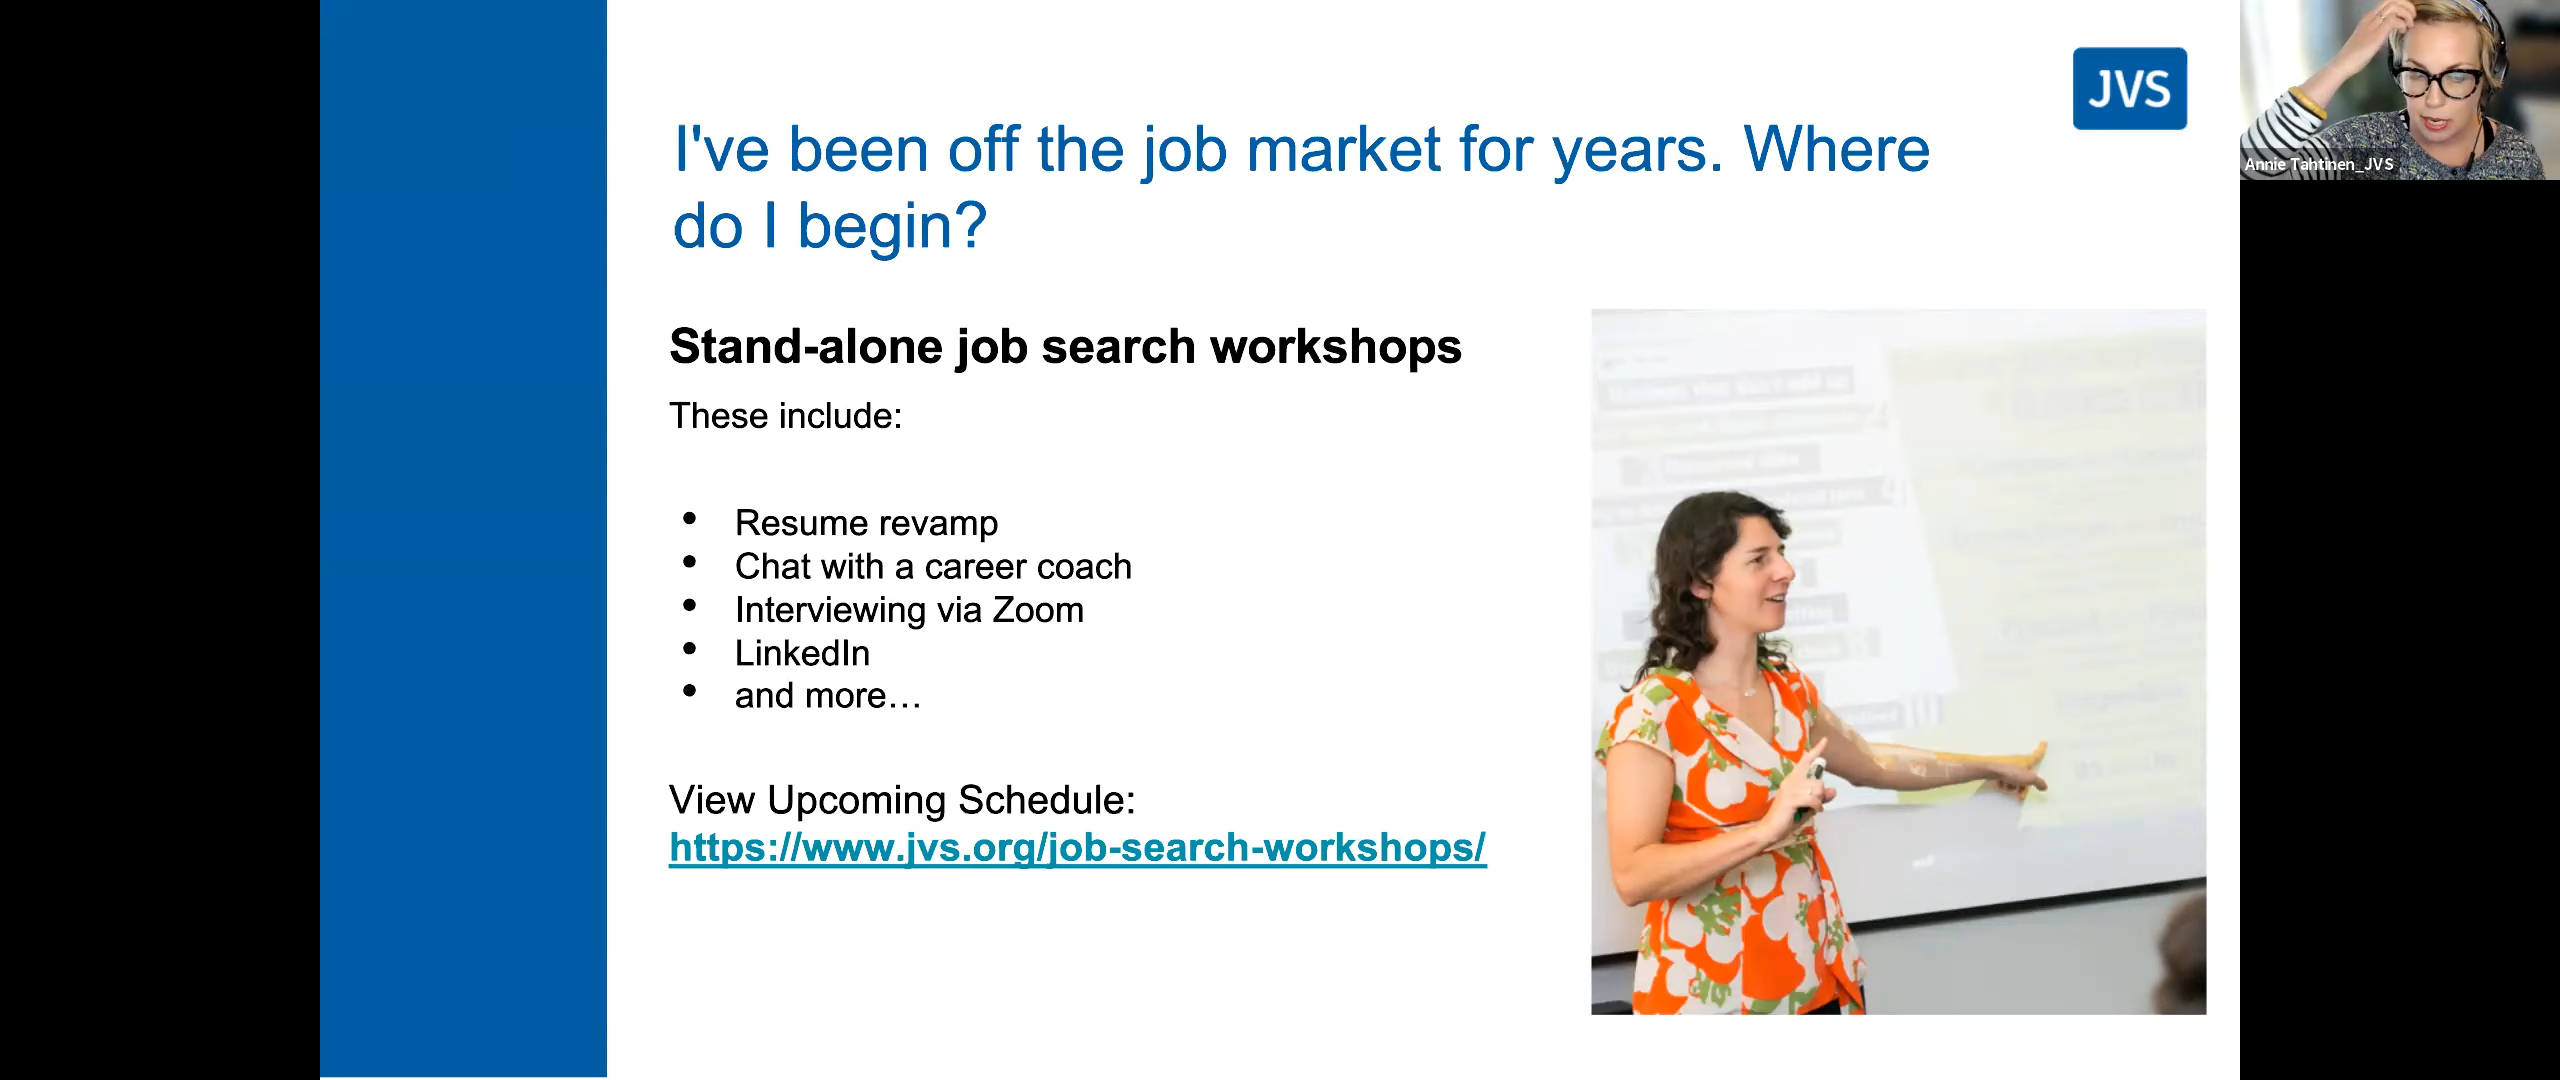 JVS
Annie Tahtinen_JVS
I've been off the job market for years. Where
do I begin?
Stand-alone job search workshops
These include:
• Resume revamp
• Chat with a career coach
• Interviewing via Zoom
• LinkedIn
• and more…
View Upcoming Schedule:
https://www.jvs.org/job-search-workshops/